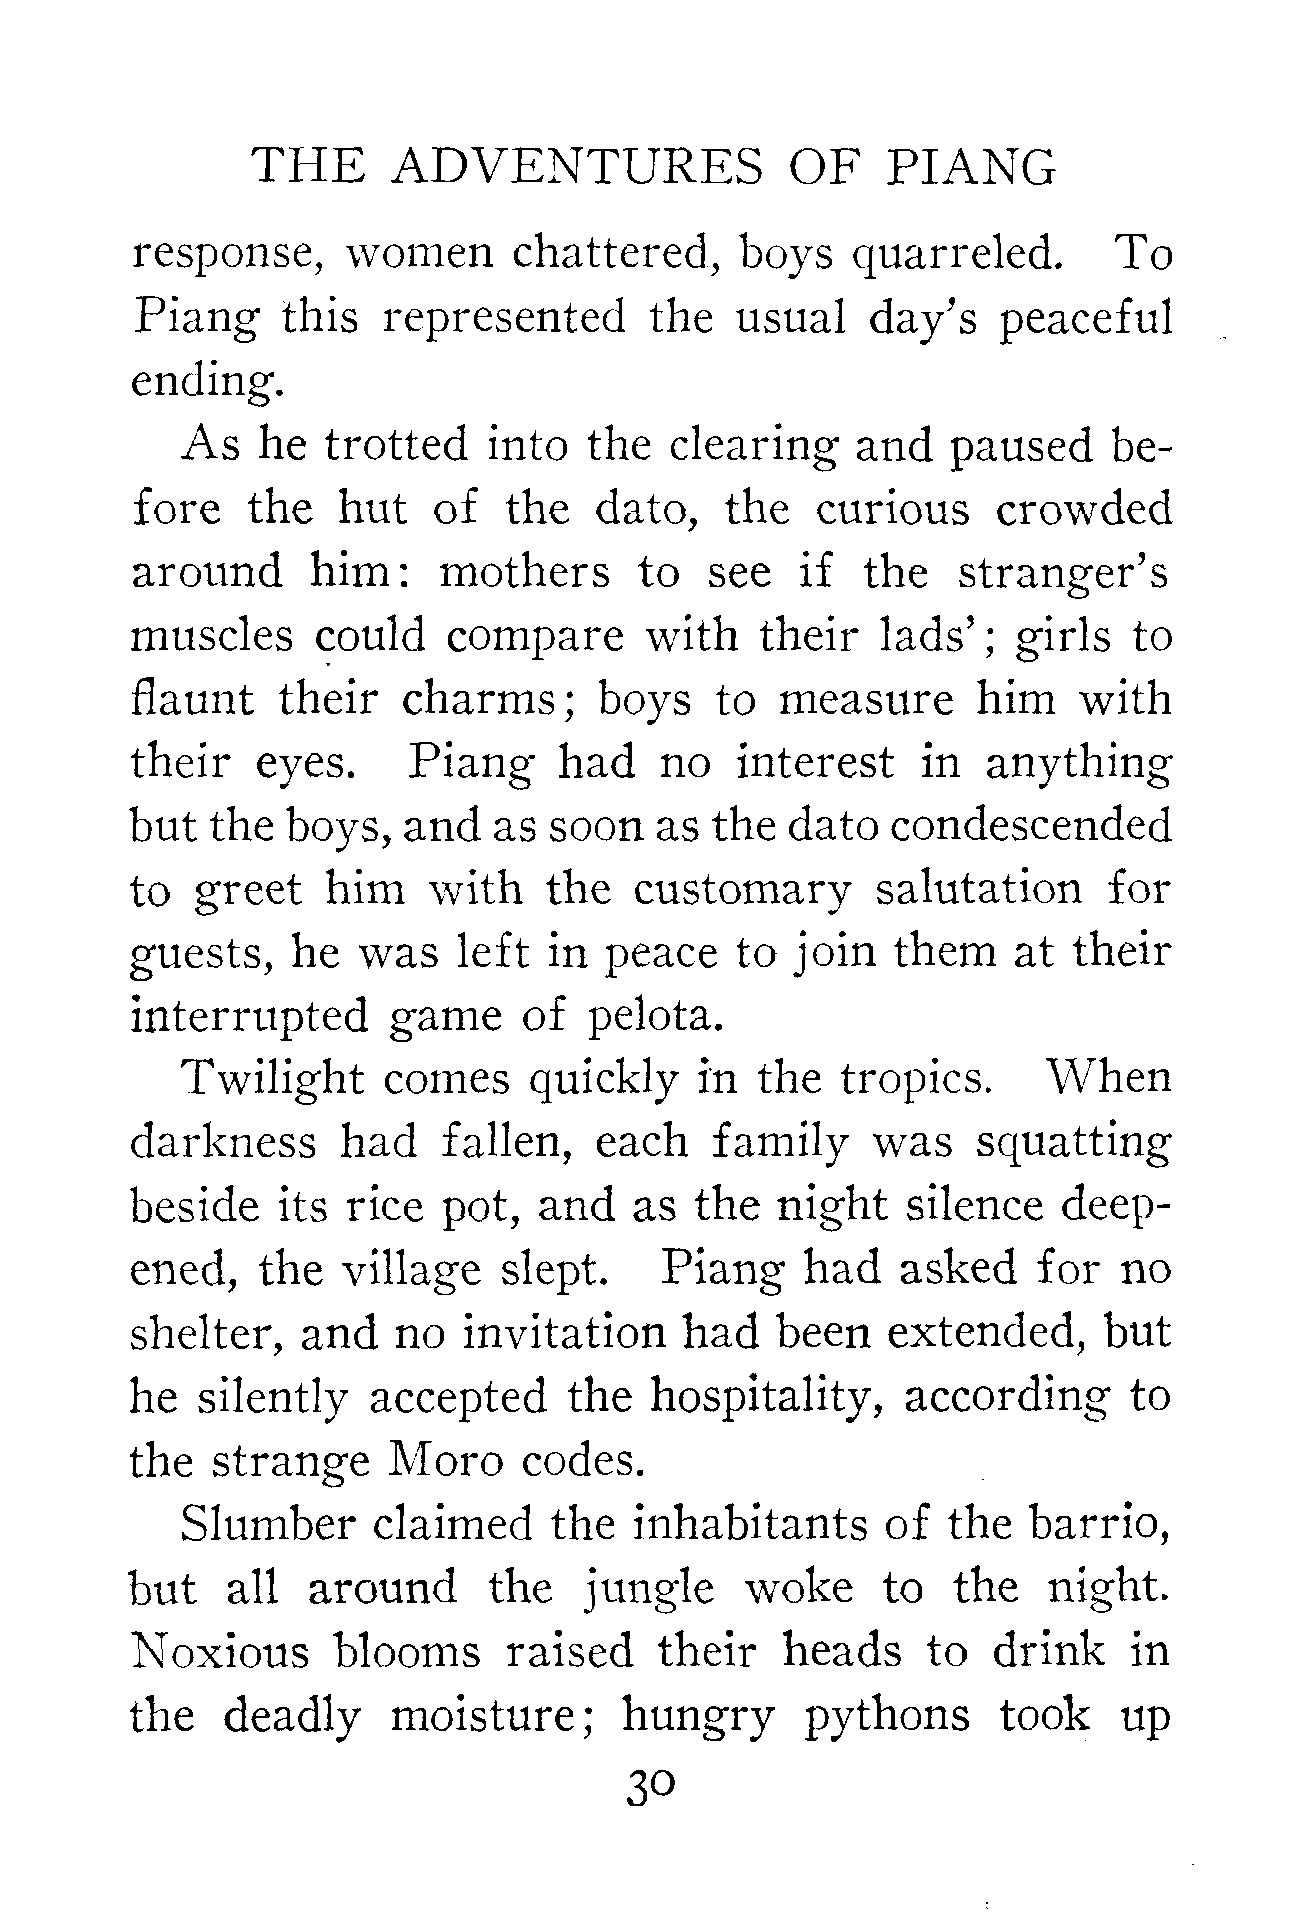 THE ADVENTURES OF PIANG
response, women chattered, boys quarreled. To
Piang this represented the usual day's peaceful
ending.
As he trotted into the clearing and paused be-
fore the hut of the dato, the curious crowded
around him: mothers to see if the stranger's
muscles could compare with their lads'; girls to
flaunt their charms; boys to measure him with
their eyes. Piang had no interest in anything
but the boys, and as soon as the dato condescended
to greet him with the customary salutation for
guests, he was left in peace to join them at their
interrupted game of pelota.
Twilight comes quickly in the tropics. When
darkness had fallen, each family was squatting
beside its rice pot, and as the night silence deep-
ened, the village slept. Piang had asked for no
shelter, and no invitation had been extended, but
he silently accepted the hospitality, according to
the strange Moro codes.
Slumber claimed the inhabitants of the barrio,
but all around the jungle woke to the night.
Noxious blooms raised their heads to drink in
the deadly moisture; hungry pythons took up
30